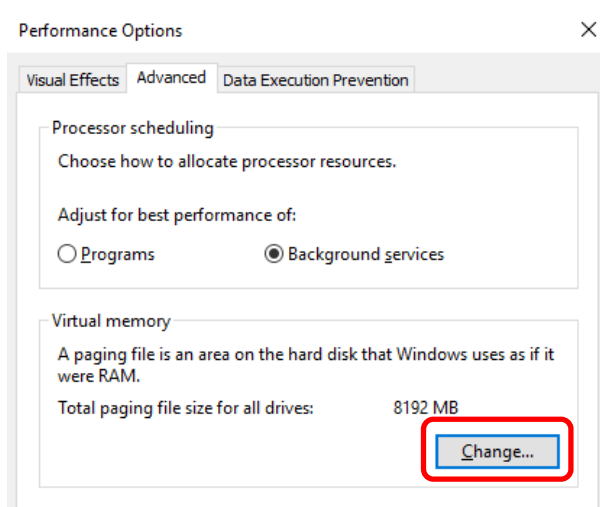 Performance Options
Visual Effects Advanced Data Execution Prevention
Processor scheduling
Choose how to allocate processor resources.
Adjust for best performance of:
Programs Background services
Virtual memory
A paging file is an area on the hard disk that Windows uses as if it
were RAM.
Total paging file size for all drives: 8192 MB
Change...